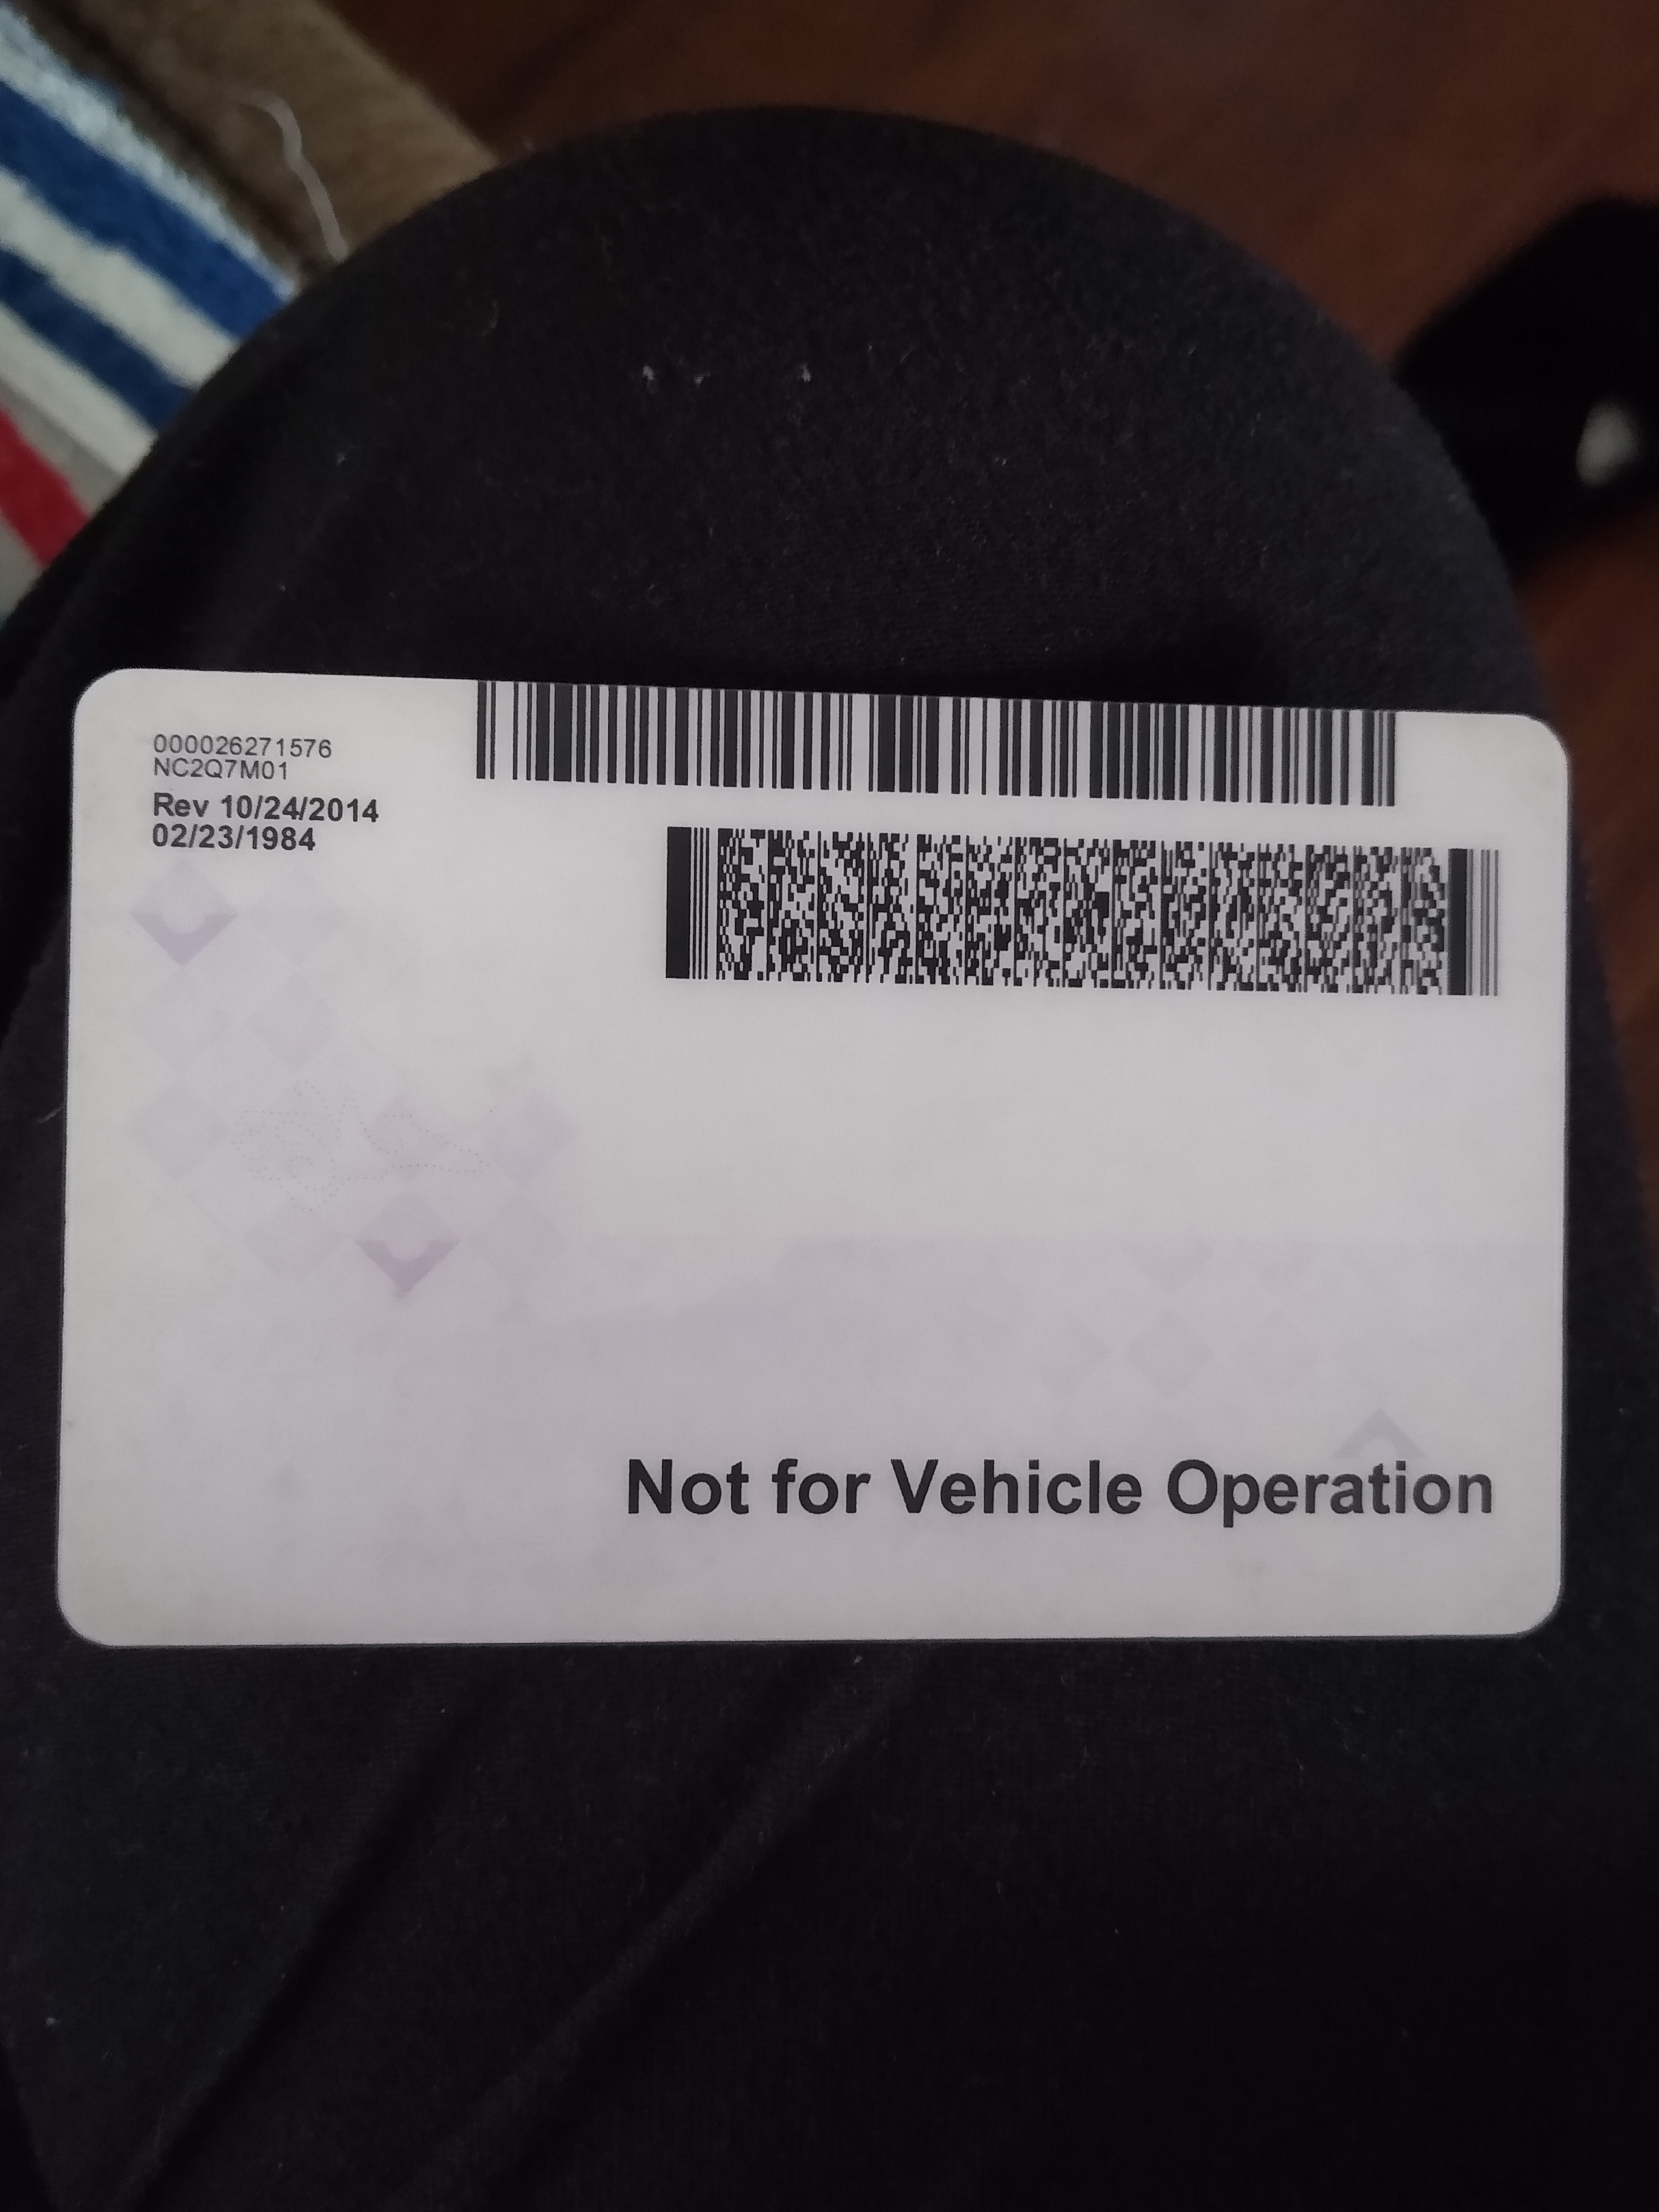 000026271576
NC2Q7M01
Rev 10/24/2014
02/23/1984
Not for Vehicle Operation